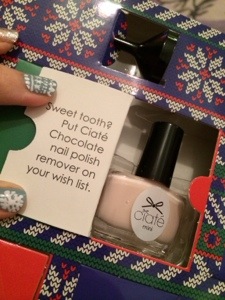 Sweet tooth?
Put Ciaté
Chocolate
nail polish
remover on
your wish list.
ciaté
mini